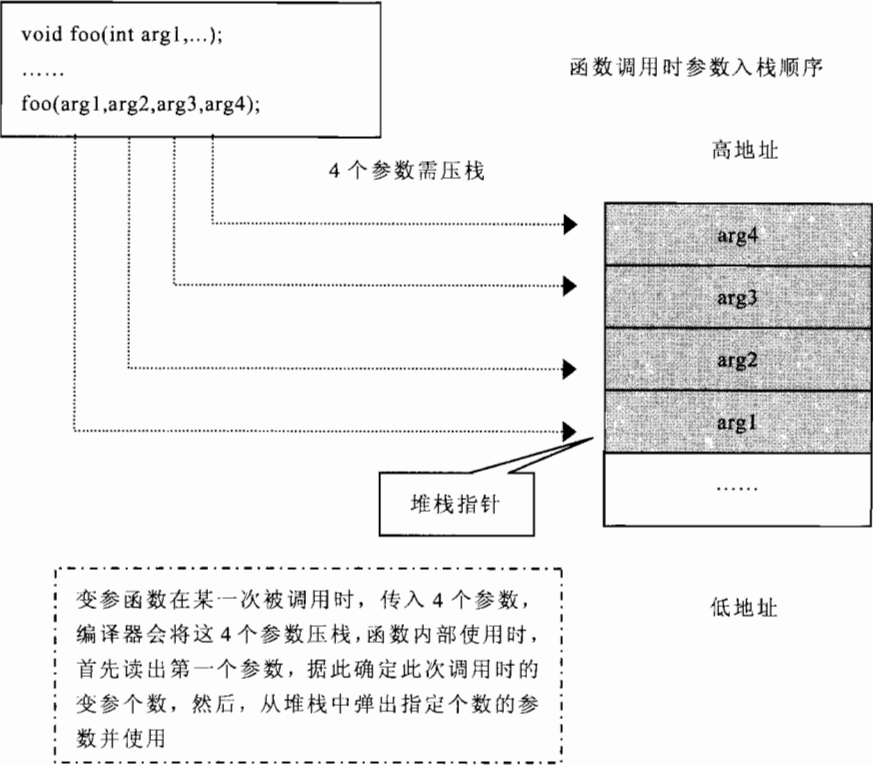 void foo(int arg1,...);
......
foo(arg1,arg2,arg3,arg4);
函数调用时参数入栈顺序
高地址
4 个参数需压栈
arg4
arg3
arg2
arg1
......
堆栈指针
低地址
变参函数在某一次被调用时，传入 4 个参数，
编译器会将这 4 个参数压栈，函数内部使用时，
首先读出第一个参数，据此确定此次调用时的
变参个数，然后，从堆栈中弹出指定个数的参
数并使用